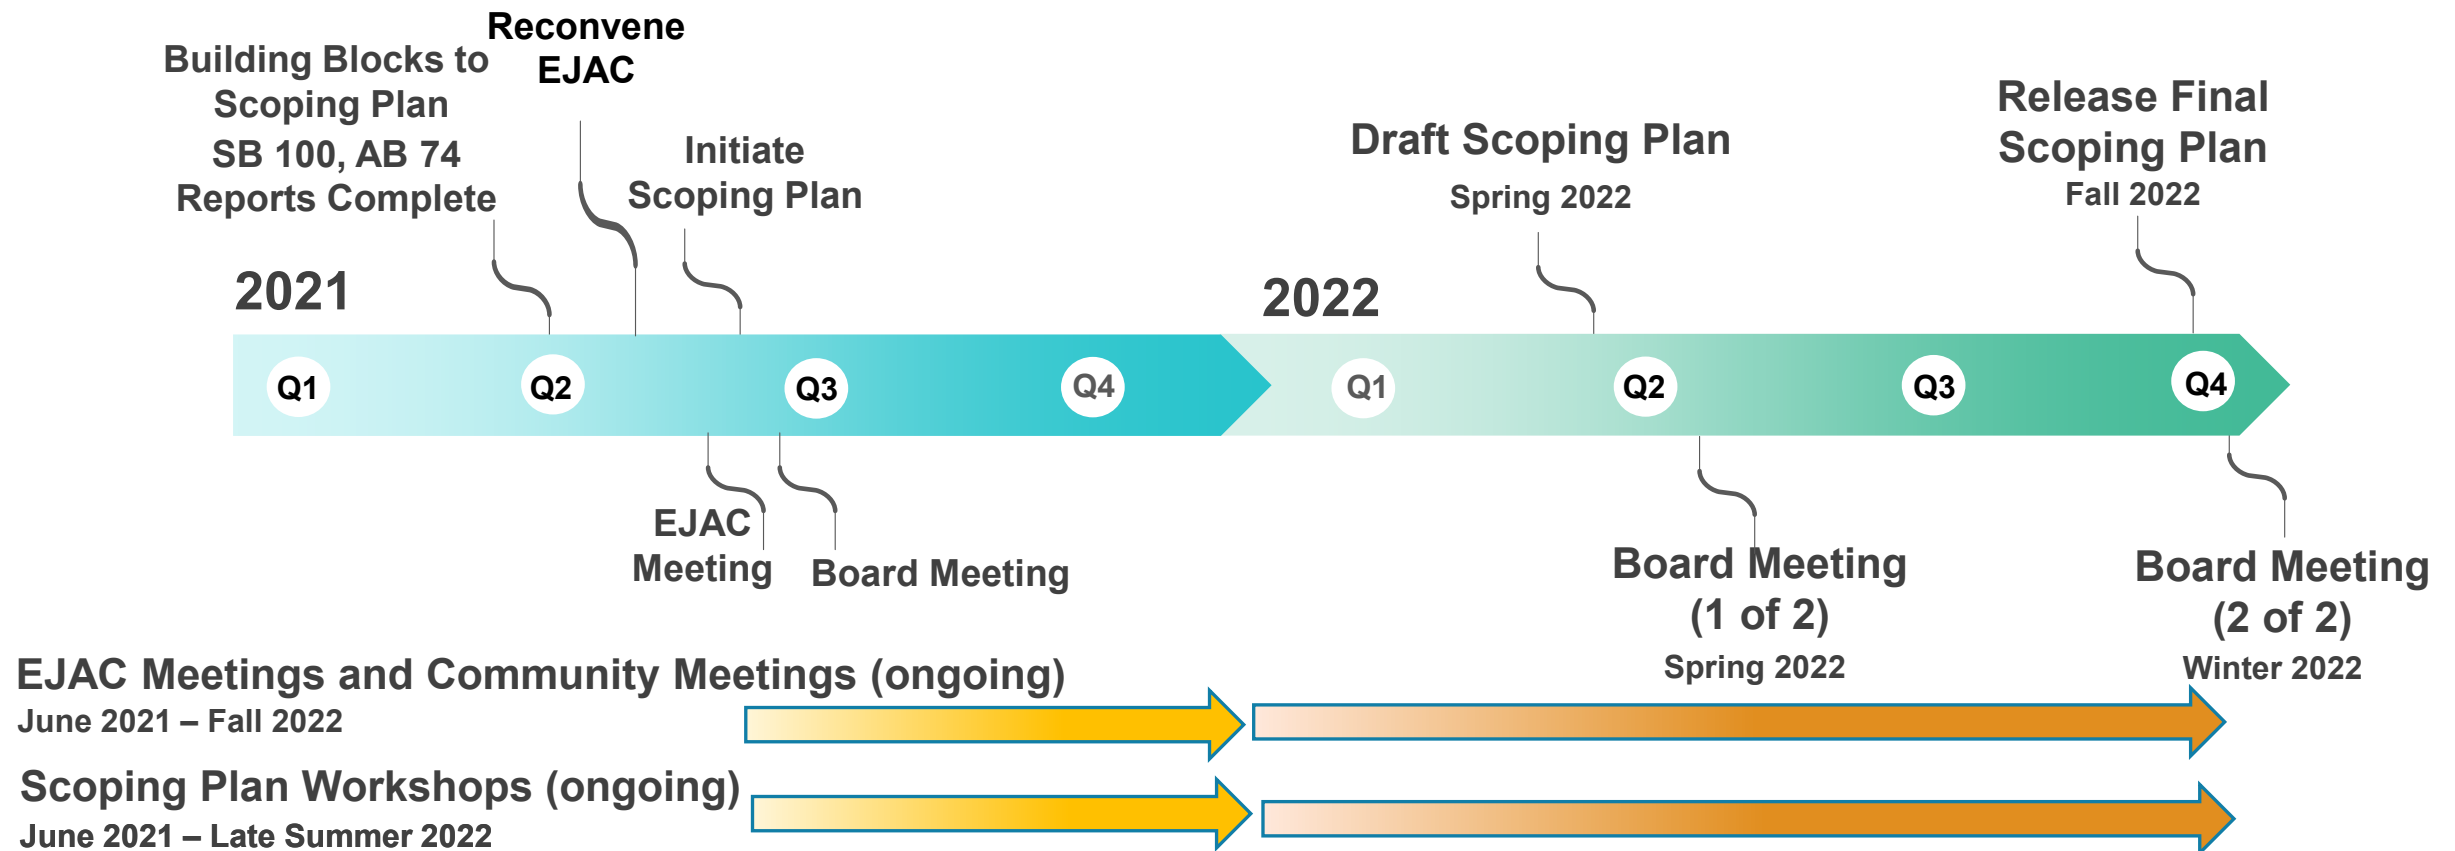 Reconvene
EJAC
Building Blocks to
Scoping Plan
SB 100, AB 74
Reports Complete
Initiate
Scoping Plan
Draft Scoping Plan
Spring 2022
Release Final
Scoping Plan
Fall 2022
2021
2022
Q1
Q2
Q3
Q4
Q1
Q2
Q3
Q4
EJAC
Meeting
Board Meeting
Board Meeting
(1 of 2)
Spring 2022
Board Meeting
(2 of 2)
Winter 2022
EJAC Meetings and Community Meetings (ongoing)
June 2021 – Fall 2022
Scoping Plan Workshops (ongoing)
June 2021 – Late Summer 2022